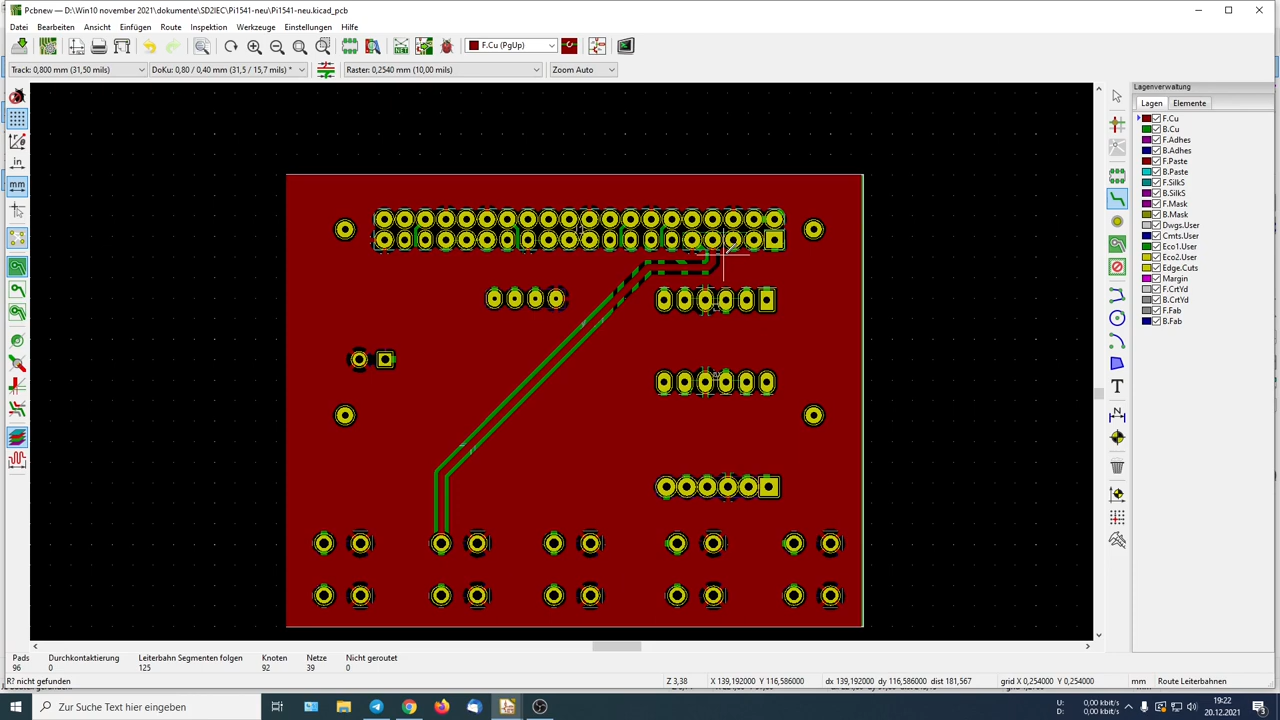 Pcbnew — D:\Win10 november 2021\dokumente\SD2IEC\Pi1541-neu\Pi1541-neu.kicad_pcb
Datei Bearbeiten Ansicht Einfügen Route Inspektion Werkzeuge Einstellungen Hilfe
F.Cu (PgUp)
Track: 0,800 mm (31,50 mils) DoKu: 0,80 / 0,40 mm (31,5 / 15,7 mils) * Raster: 0,2540 mm (10,00 mils) Zoom Auto
Lagenverwaltung
Lagen Elemente
F.Cu
B.Cu
F.Adhes
B.Adhes
F.Paste
B.Paste
F.SilkS
B.SilkS
F.Mask
B.Mask
Dwgs.User
Cmts.User
Eco1.User
Eco2.User
Edge.Cuts
Margin
F.CrtYd
B.CrtYd
F.Fab
B.Fab
in
mm
T
N
Pads Durchkontaktierung Leiterbahn Segmenten folgen Knoten Netze Nicht geroutet
96 0 125 92 39 0
R? nicht gefunden Z 3,38 X 139,192000 Y 116,586000 dx 139,192000 dy 116,586000 dist 181,567 grid X 0,254000 Y 0,254000 mm Route Leiterbahnen
Zur Suche Text hier eingeben
U: 0,00 kbit/s
D: 0,00 kbit/s
19:22
20.12.2021